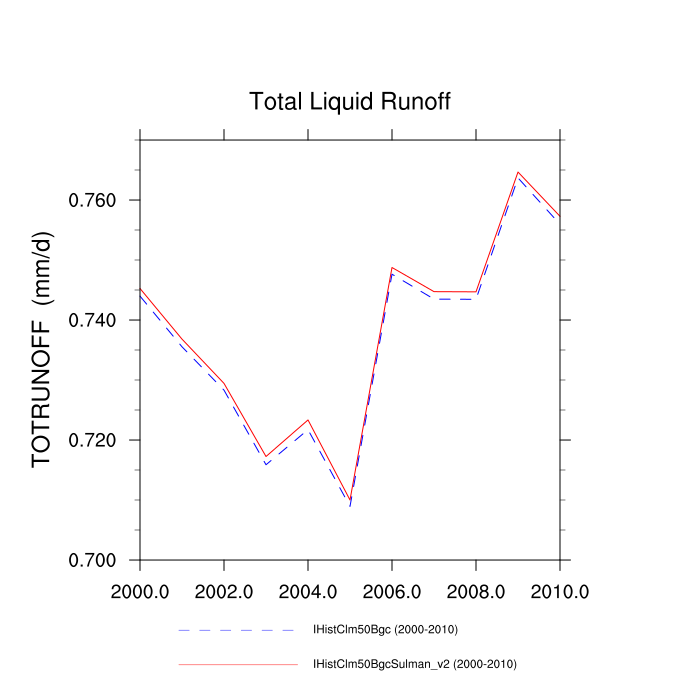 Total Liquid Runoff
TOTRUNOFF (mm/d)
0.760
0.740
0.720
0.700
2000.0 2002.0 2004.0 2006.0 2008.0 2010.0
IHistClm50Bgc (2000-2010)
IHistClm50BgcSulman_v2 (2000-2010)